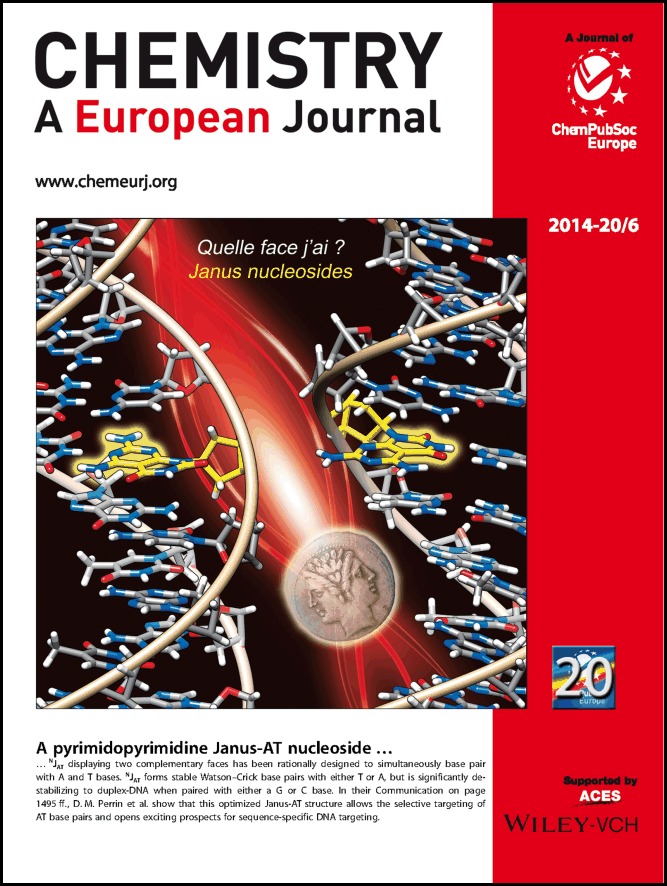 CHEMISTRY
A European Journal
www.chemeurj.org
A Journal of
ChemPubSoc
Europe
2014-20/6
Quelle face j'ai ?
Janus nucleosides
20
Europe
A pyrimidopyrimidine Janus-AT nucleoside …
… ᴺJAT displaying two complementary faces has been rationally designed to simultaneously base pair
with A and T bases. ᴺJAT forms stable Watson–Crick base pairs with either T or A, but is significantly de-
stabilizing to duplex-DNA when paired with either a G or C base. In their Communication on page
1495 ff., D. M. Perrin et al. show that this optimized Janus-AT structure allows the selective targeting of
AT base pairs and opens exciting prospects for sequence-specific DNA targeting.
Supported by
ACES
WILEY-VCH